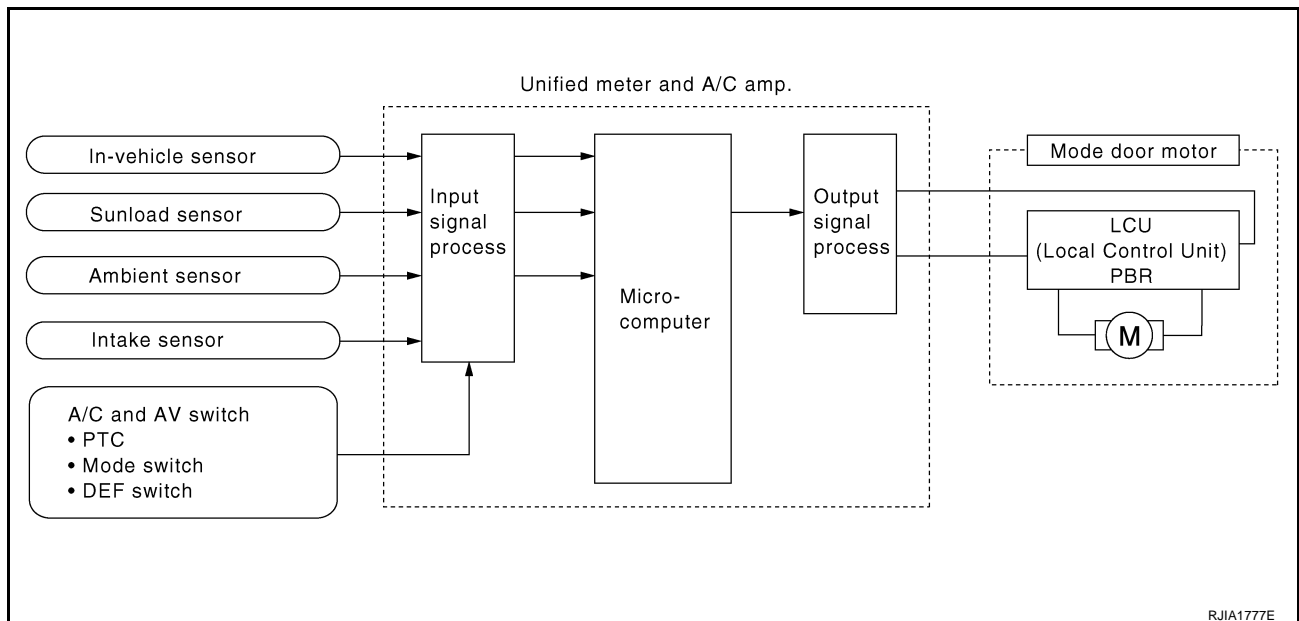 Unified meter and A/C amp.
In-vehicle sensor
Sunload sensor
Ambient sensor
Intake sensor
A/C and AV switch
• PTC
• Mode switch
• DEF switch
Input
signal
process
Micro-
computer
Output
signal
process
Mode door motor
LCU
(Local Control Unit)
PBR
M
RJIA1777E